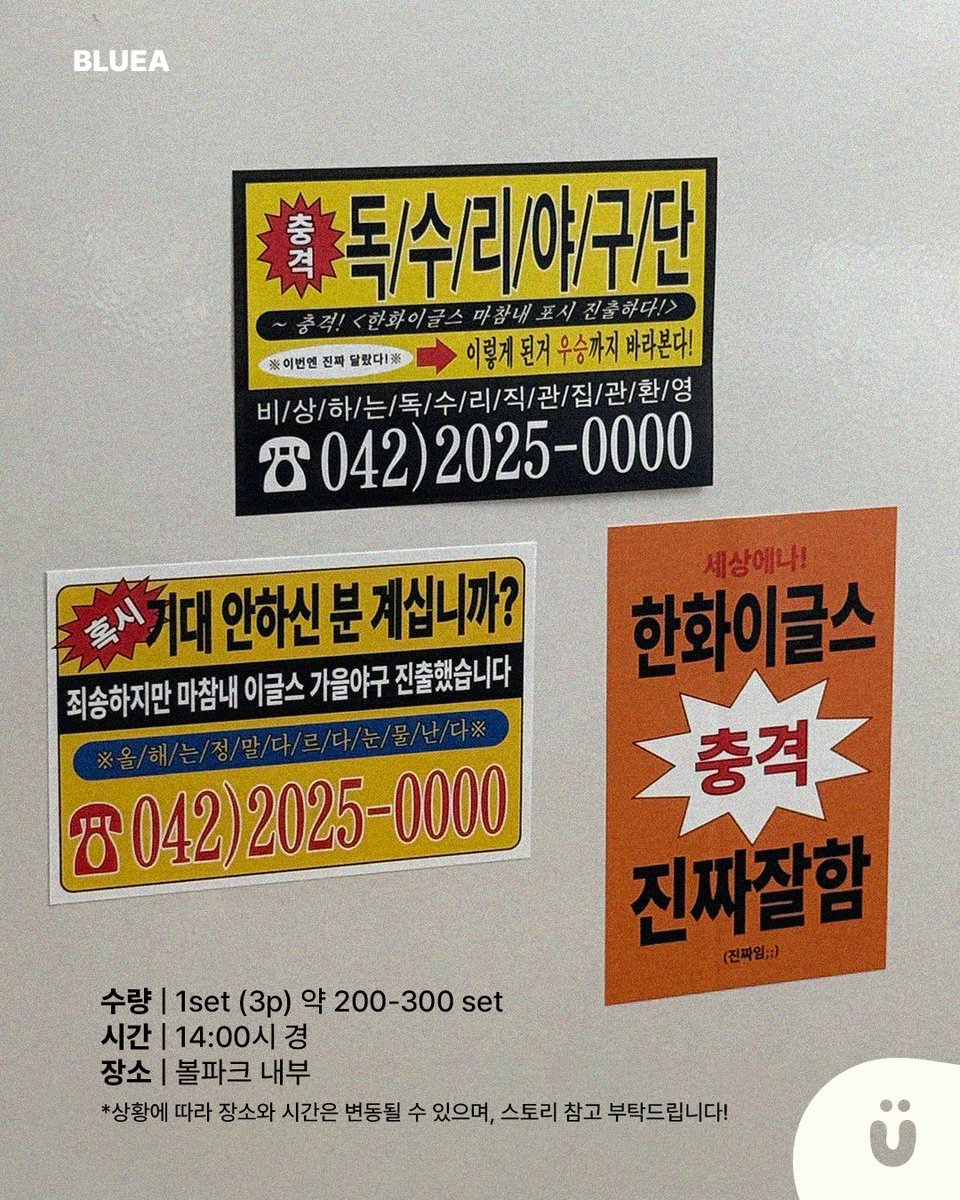 BLUEA
충격
독/수/리/야/구/단
~ 충격! <한화이글스 마참내 포시 진출하다!>
※이번엔 진짜 달랐다!※
이렇게 된거 우승까지 바라본다!
비/상/하/는/독/수/리/직/관/집/관/환/영
☎042)2025-0000
혹시
기대 안하신 분 계십니까?
죄송하지만 마참내 이글스 가을야구 진출했습니다
※올/해/는/정/말/다/르/다/눈/물/난/다※
☎042)2025-0000
세상에나!
한화이글스
충격
진짜잘함
(진짜임;;)
수량 | 1set (3p) 약 200-300 set
시간 | 14:00시 경
장소 | 볼파크 내부
*상황에 따라 장소와 시간은 변동될 수 있으며, 스토리 참고 부탁드립니다!